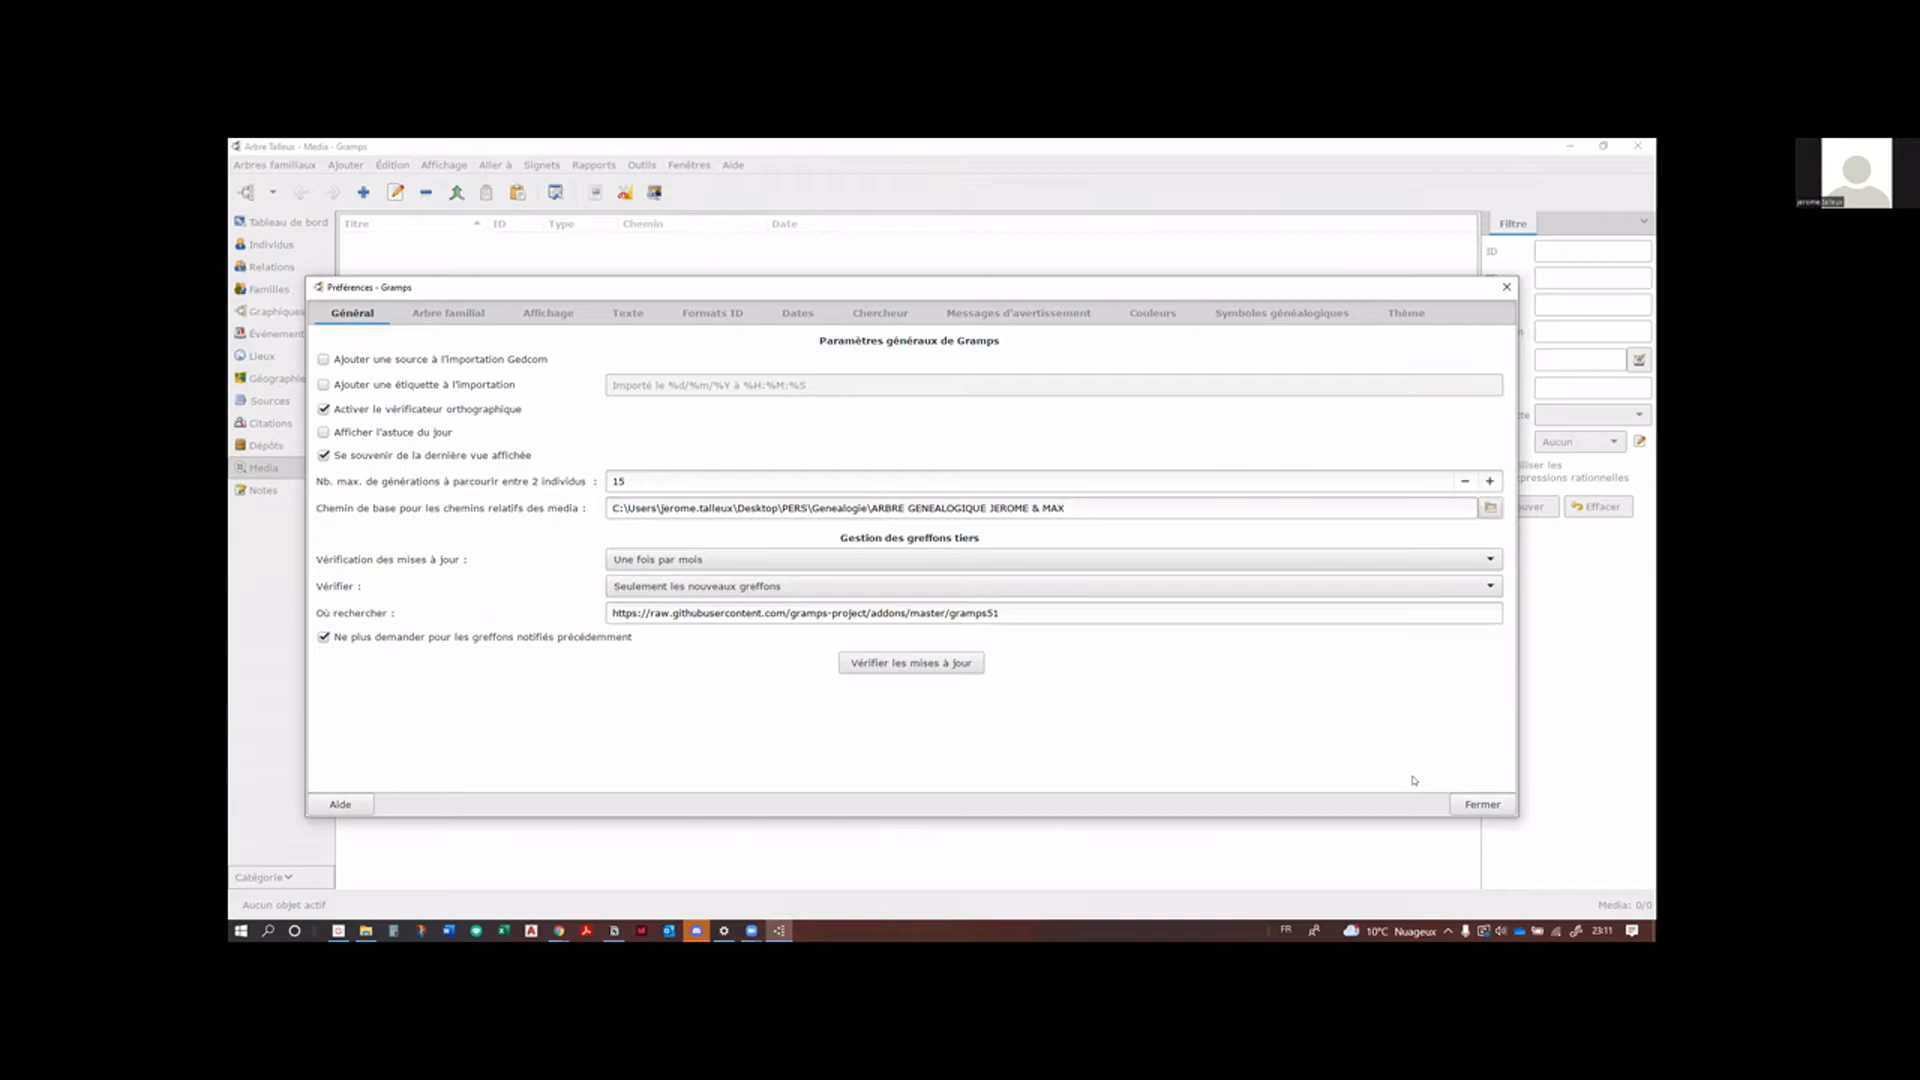 Arbre Talleux - Media - Gramps
Arbres familiaux Ajouter Édition Affichage Aller à Signets Rapports Outils Fenêtres Aide
jerome.talleux
Tableau de bord
Individus
Relations
Familles
Graphiques
Événement
Lieux
Géographie
Sources
Citations
Dépôts
Media
Notes
Titre ID Type Chemin Date
Filtre
ID
Préférences - Gramps
Général Arbre familial Affichage Texte Formats ID Dates Chercheur Messages d'avertissement Couleurs Symboles généalogiques Thème
Paramètres généraux de Gramps
Ajouter une source à l'importation Gedcom
Ajouter une étiquette à l'importation Importé le %d/%m/%Y à %H:%M:%S
Activer le vérificateur orthographique
Afficher l'astuce du jour
Se souvenir de la dernière vue affichée
Nb. max. de générations à parcourir entre 2 individus : 15
Chemin de base pour les chemins relatifs des media : C:\Users\jerome.talleux\Desktop\PERS\Genealogie\ARBRE GENEALOGIQUE JEROME & MAX
Gestion des greffons tiers
Vérification des mises à jour : Une fois par mois
Vérifier : Seulement les nouveaux greffons
Où rechercher : https://raw.githubusercontent.com/gramps-project/addons/master/gramps51
Ne plus demander pour les greffons notifiés précédemment
Vérifier les mises à jour
Aide Fermer
Aucun
iliser les
pressions rationnelles
ouver Effacer
Catégorie
Aucun objet actif Media: 0/0
FR 10°C Nuageux 23:11